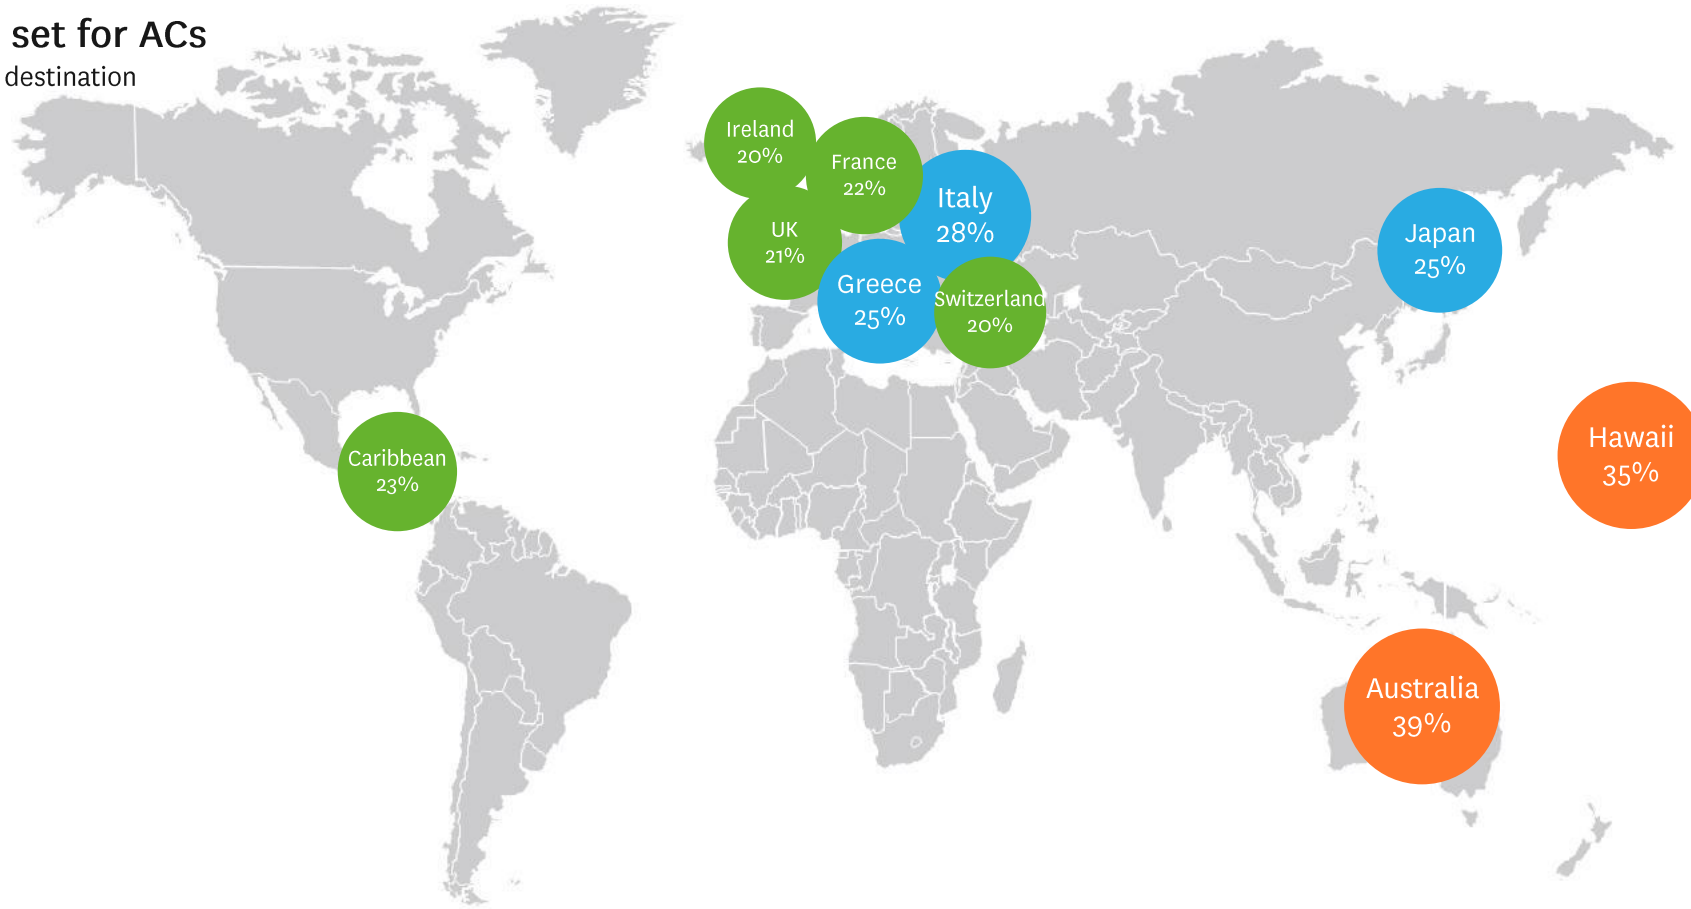 set for ACs
destination
Ireland
20%
France
22%
Italy
28%
UK
21%
Greece
25%
Switzerland
20%
Japan
25%
Caribbean
23%
Hawaii
35%
Australia
39%